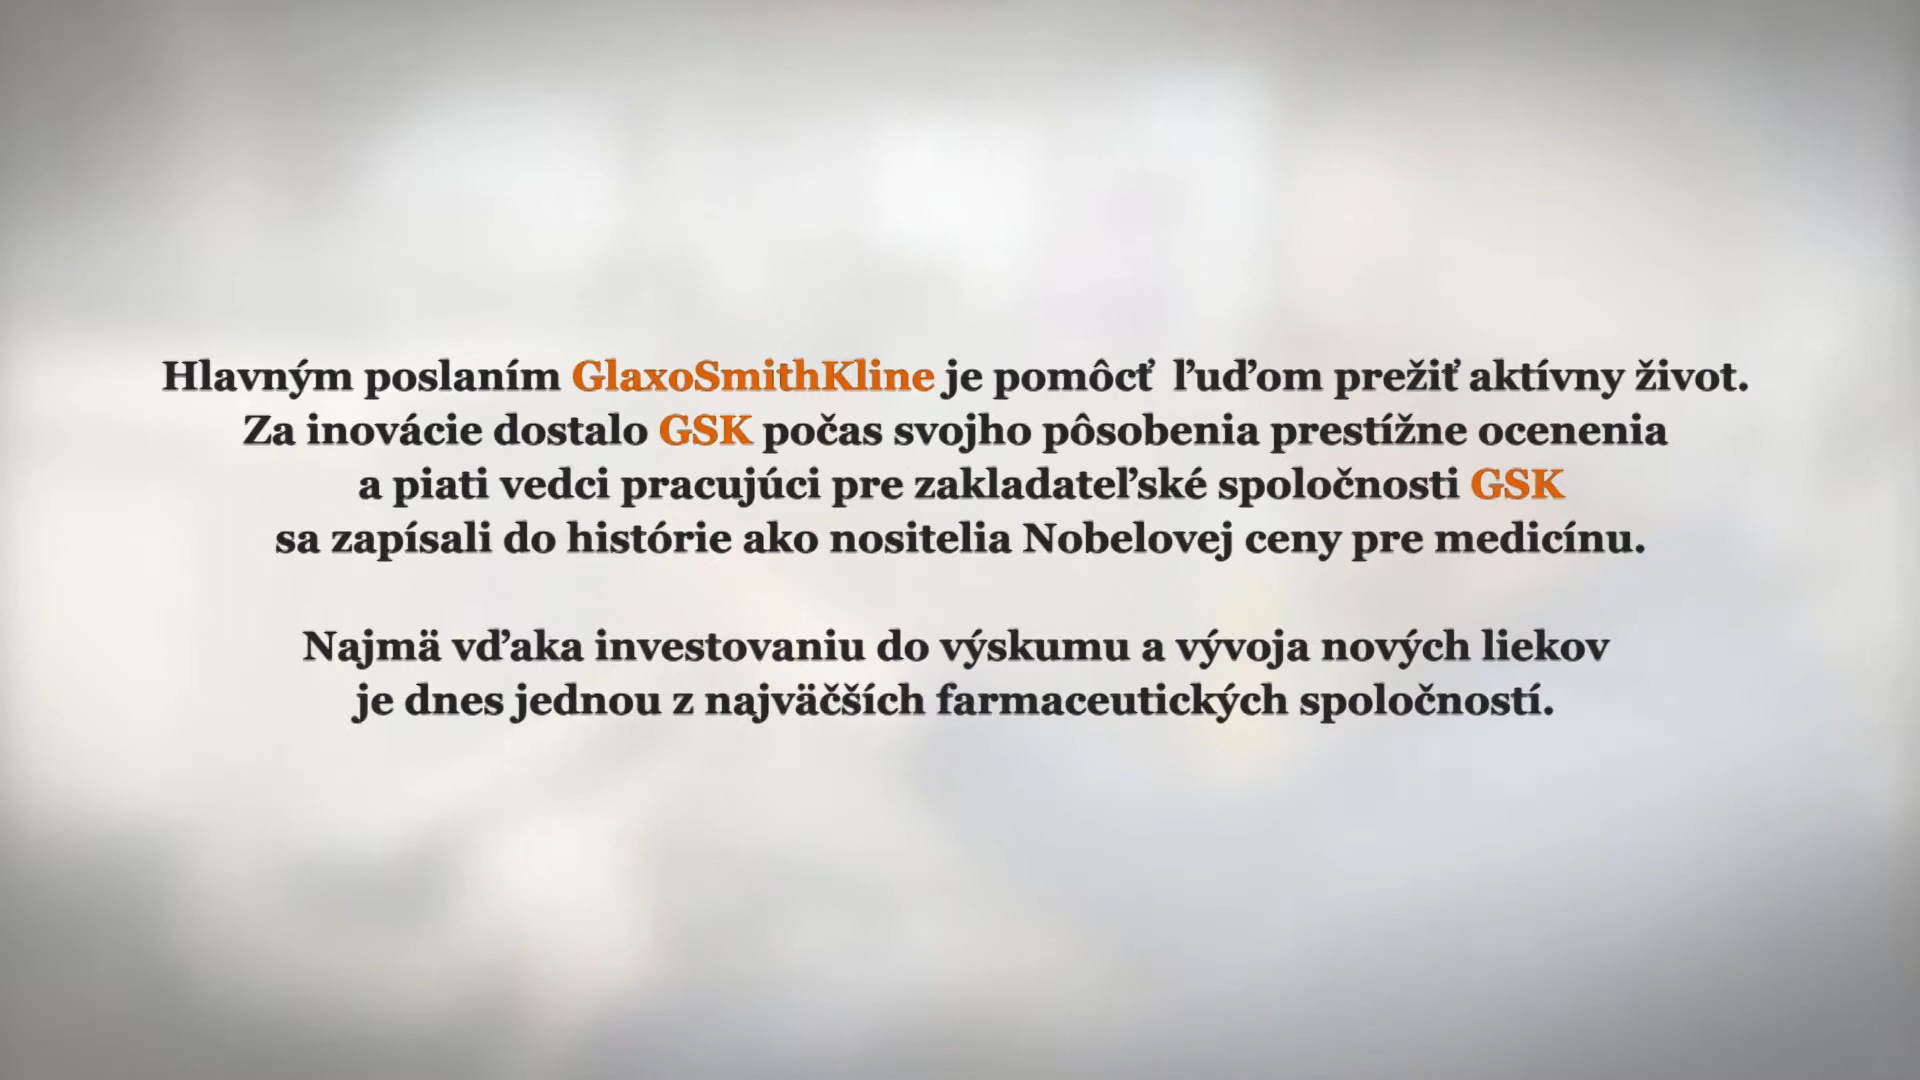 Hlavným poslaním GlaxoSmithKline je pomôcť ľuďom prežiť aktívny život.
Za inovácie dostalo GSK počas svojho pôsobenia prestížne ocenenia
a piati vedci pracujúci pre zakladateľské spoločnosti GSK
sa zapísali do histórie ako nositelia Nobelovej ceny pre medicínu.
Najmä vďaka investovaniu do výskumu a vývoja nových liekov
je dnes jednou z najväčších farmaceutických spoločností.